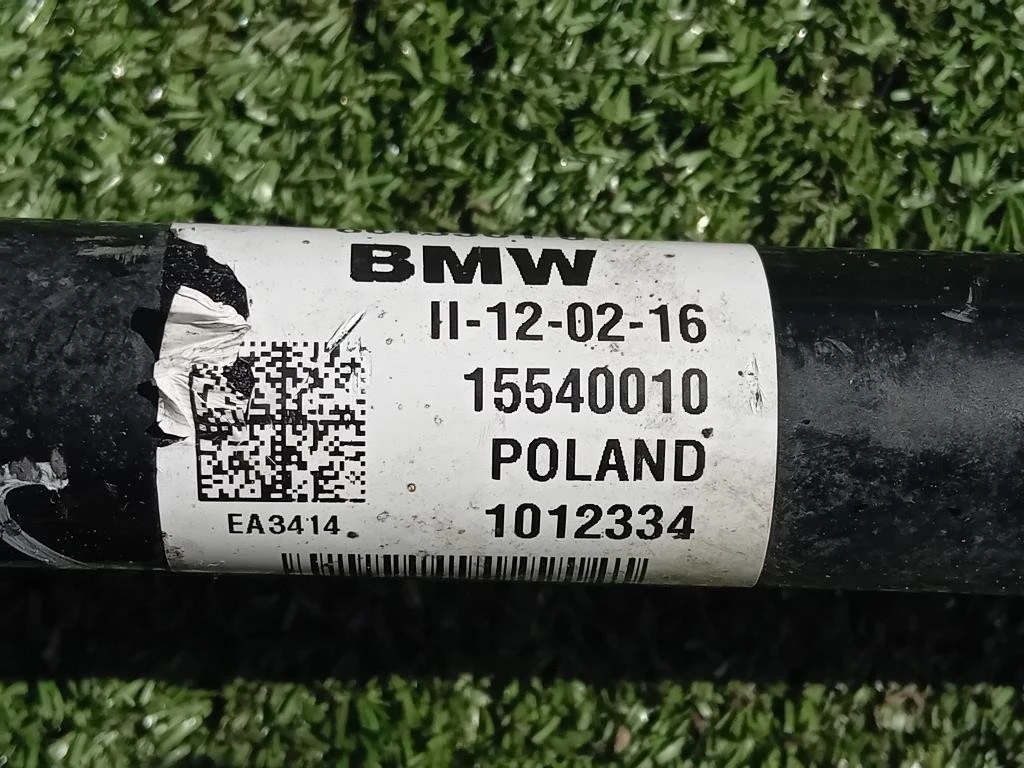 BMW
II-12-02-16
15540010
POLAND
EA3414
1012334